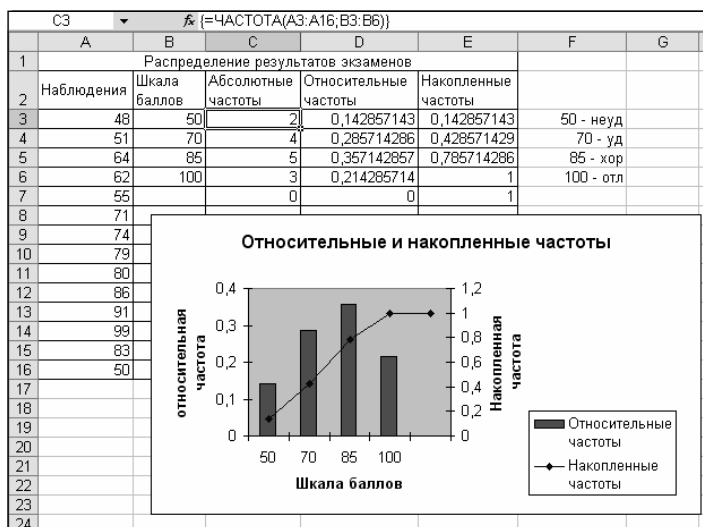 C3 fx {=ЧАСТОТА(A3:A16;B3:B6)}
A B C D E F G
1 Распределение результатов экзаменов
2 Наблюдения Шкала баллов Абсолютные частоты Относительные частоты Накопленные частоты
3 48 50 2 0,142857143 0,142857143 50 - неуд
4 51 70 4 0,285714286 0,428571429 70 - уд
5 64 85 5 0,357142857 0,785714286 85 - хор
6 62 100 3 0,214285714 1 100 - отл
7 55 0 0 1
8 71
9 74
10 79
11 80
12 86
13 91
14 99
15 83
16 50
17
18
19
20
21
22
23
24
Относительные и накопленные частоты
относительная частота
0,4
0,3
0,2
0,1
0
1,2
1
0,8
0,6
0,4
0,2
0
Накопленная частота
50 70 85 100
Шкала баллов
Относительные частоты
Накопленные частоты